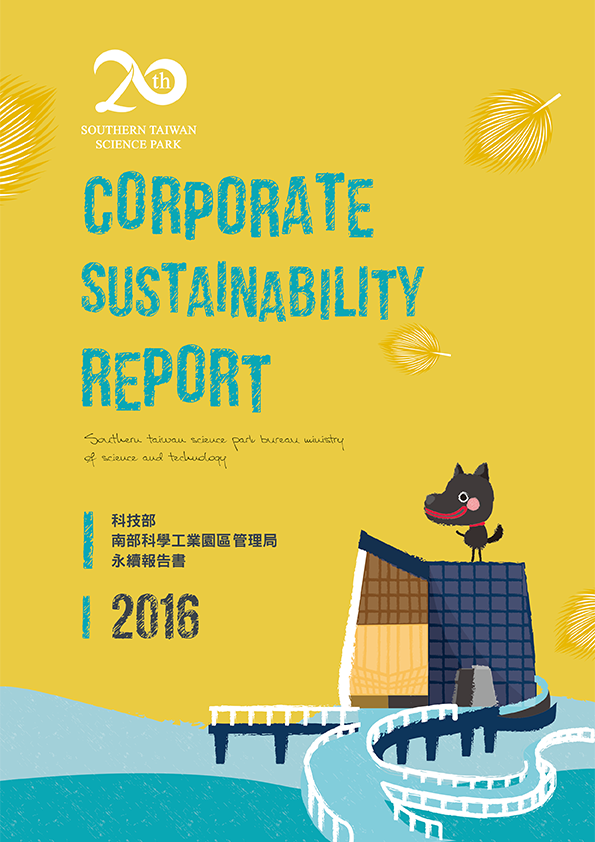 20th
SOUTHERN TAIWAN
SCIENCE PARK
CORPORATE
SUSTAINABILITY
REPORT
Southern taiwan science park bureau ministry
of science and technology
科技部
南部科學工業園區管理局
永續報告書
2016